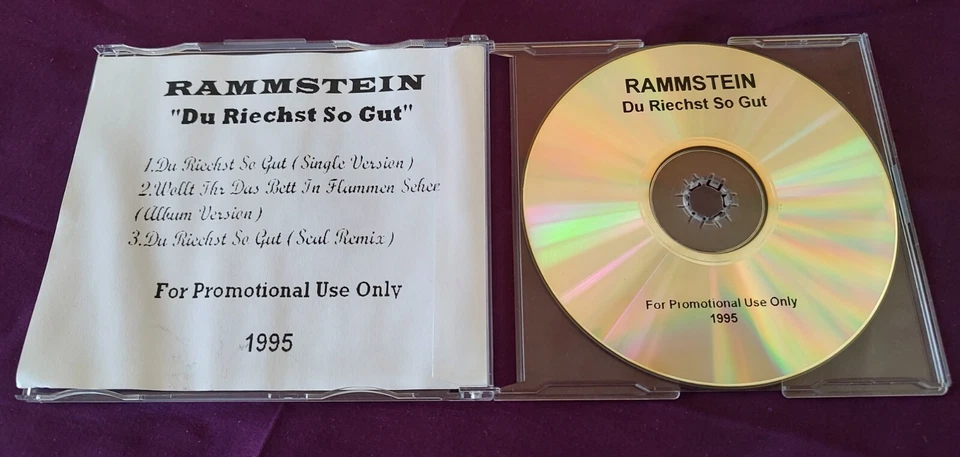 RAMMSTEIN
"Du Riechst So Gut"
1.Du Riechst So Gut ( Single Version )
2.Wollt Ihr Das Bett In Flammen Sehen
( Album Version )
3.Du Riechst So Gut ( Scal Remix )
For Promotional Use Only
1995
RAMMSTEIN
Du Riechst So Gut
For Promotional Use Only
1995